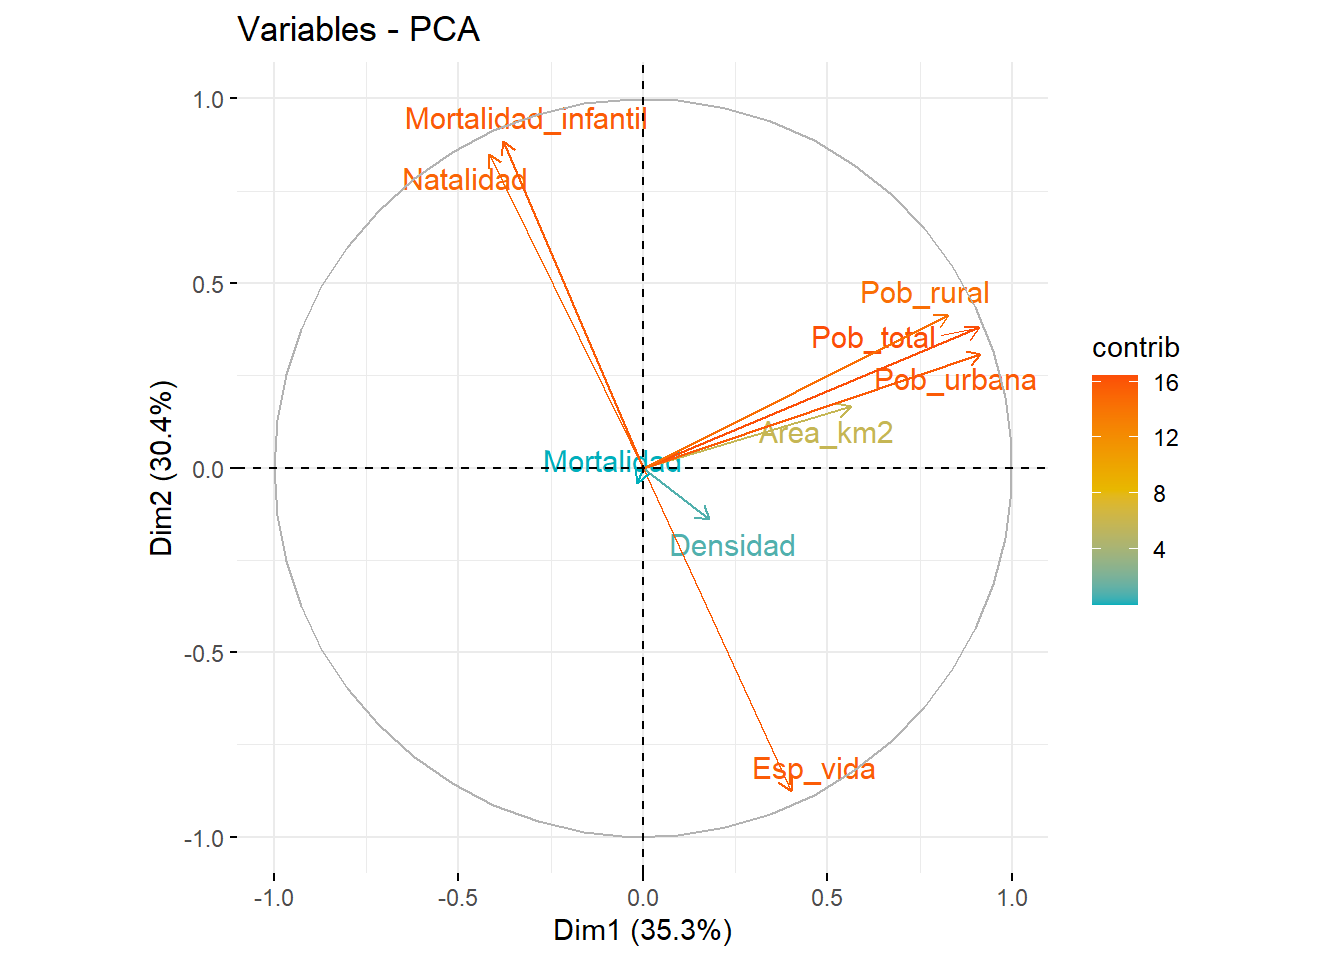 Variables - PCA
1.0
0.5
0.0
-0.5
-1.0
Dim2 (30.4%)
Mortalidad_infantil
Natalidad
Pob_rural
Pob_total
Pob_urbana
Area_km2
Mortalidad
Densidad
Esp_vida
-1.0
-0.5
0.0
0.5
1.0
Dim1 (35.3%)
contrib
16
12
8
4